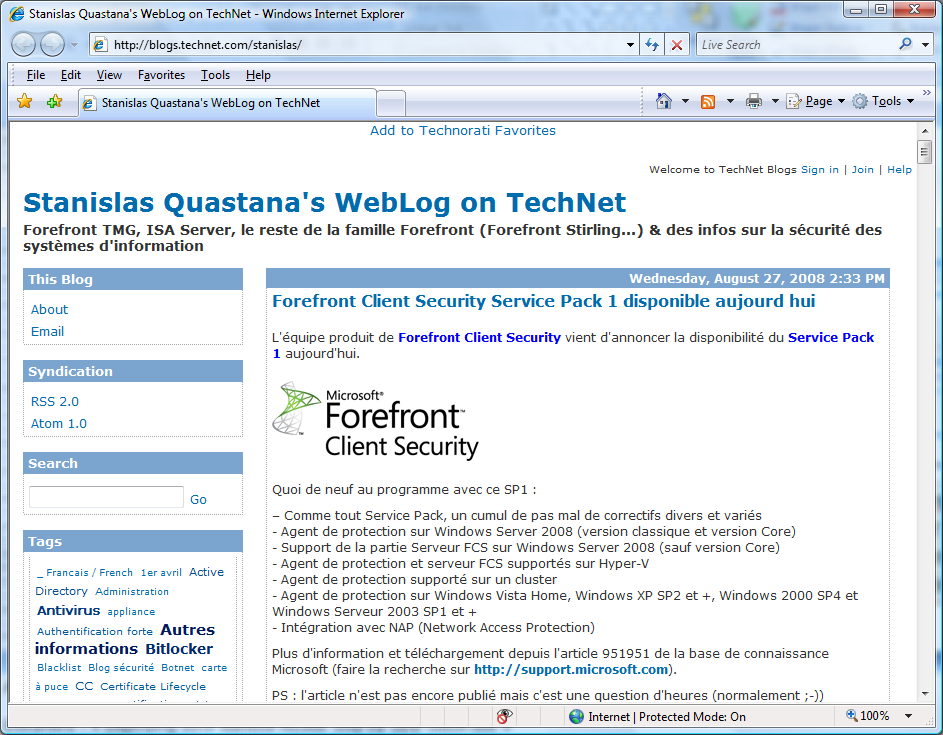 Stanislas Quastana's WebLog on TechNet - Windows Internet Explorer
http://blogs.technet.com/stanislas/
Live Search
File Edit View Favorites Tools Help
Stanislas Quastana's WebLog on TechNet
Page Tools
Add to Technorati Favorites
Welcome to TechNet Blogs Sign in | Join | Help
Stanislas Quastana's WebLog on TechNet
Forefront TMG, ISA Server, le reste de la famille Forefront (Forefront Stirling...) & des infos sur la sécurité des
systèmes d'information
This Blog
About
Email
Syndication
RSS 2.0
Atom 1.0
Search
Go
Tags
_ Francais / French 1er avril Active
Directory Administration
Antivirus appliance
Authentification forte Autres
informations Bitlocker
Blacklist Blog sécurité Botnet carte
à puce CC Certificate Lifecycle
Wednesday, August 27, 2008 2:33 PM
Forefront Client Security Service Pack 1 disponible aujourd hui
L'équipe produit de Forefront Client Security vient d'annoncer la disponibilité du Service Pack
1 aujourd'hui.
Microsoft®
Forefront™
Client Security
Quoi de neuf au programme avec ce SP1 :
– Comme tout Service Pack, un cumul de pas mal de correctifs divers et variés
- Agent de protection sur Windows Server 2008 (version classique et version Core)
- Support de la partie Serveur FCS sur Windows Server 2008 (sauf version Core)
- Agent de protection et serveur FCS supportés sur Hyper-V
- Agent de protection supporté sur un cluster
- Agent de protection sur Windows Vista Home, Windows XP SP2 et +, Windows 2000 SP4 et
Windows Serveur 2003 SP1 et +
- Intégration avec NAP (Network Access Protection)
Plus d'information et téléchargement depuis l'article 951951 de la base de connaissance
Microsoft (faire la recherche sur http://support.microsoft.com).
PS : l'article n'est pas encore publié mais c'est une question d'heures (normalement ;-))
Internet | Protected Mode: On
100%